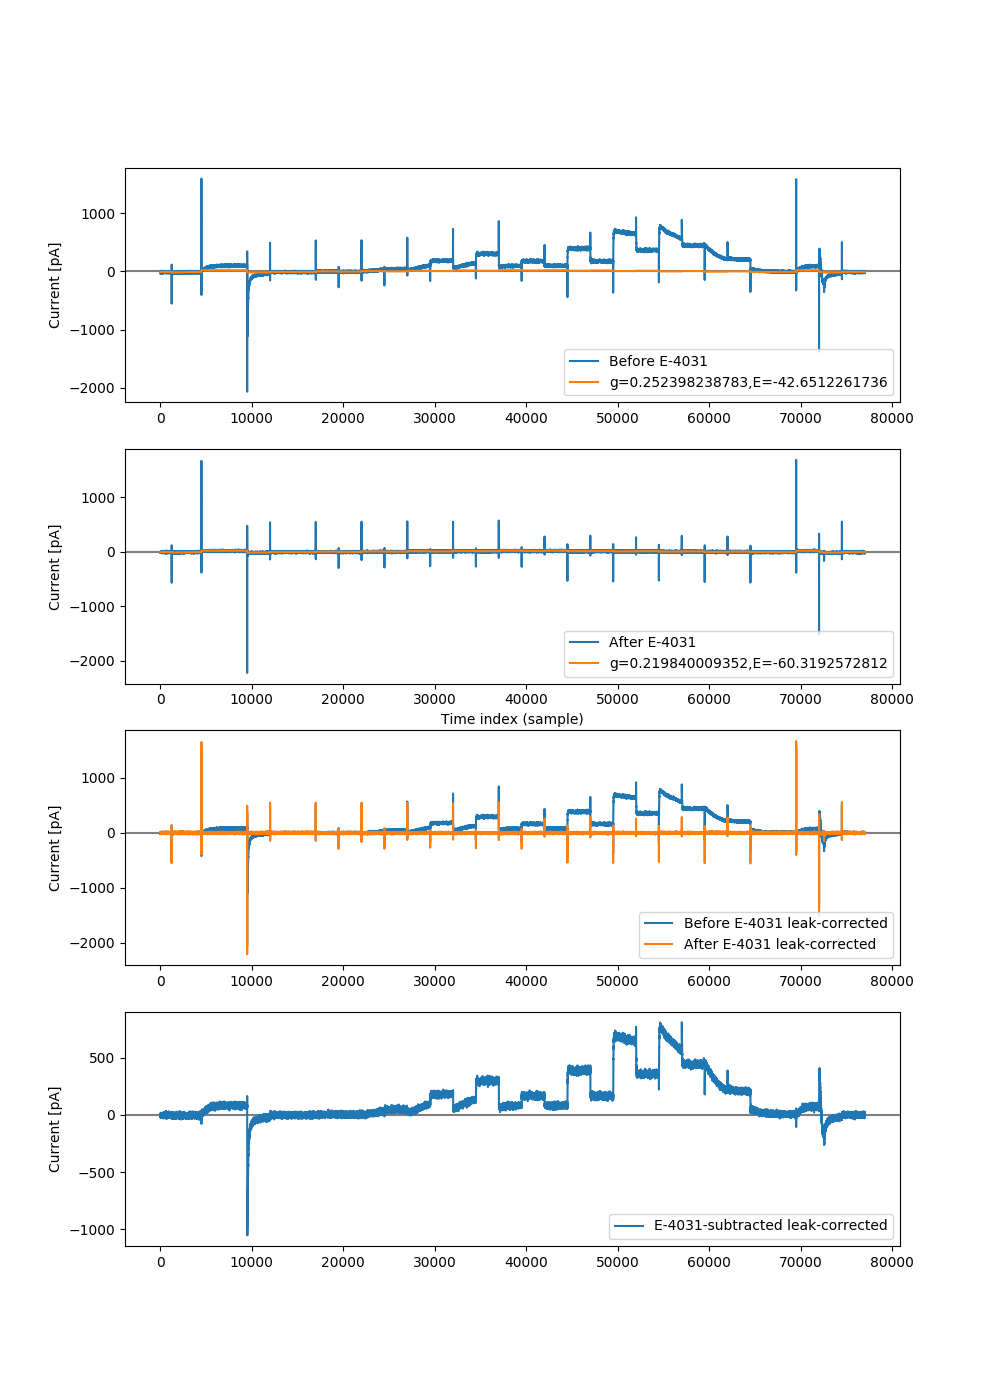 1000
0
−1000
−2000
Current [pA]
Before E-4031
g=0.252398238783,E=-42.6512261736
0 10000 20000 30000 40000 50000 60000 70000 80000
1000
0
−1000
−2000
Current [pA]
After E-4031
g=0.219840009352,E=-60.3192572812
0 10000 20000 30000 40000 50000 60000 70000 80000
Time index (sample)
1000
0
−1000
−2000
Current [pA]
Before E-4031 leak-corrected
After E-4031 leak-corrected
0 10000 20000 30000 40000 50000 60000 70000 80000
500
0
−500
−1000
Current [pA]
E-4031-subtracted leak-corrected
0 10000 20000 30000 40000 50000 60000 70000 80000